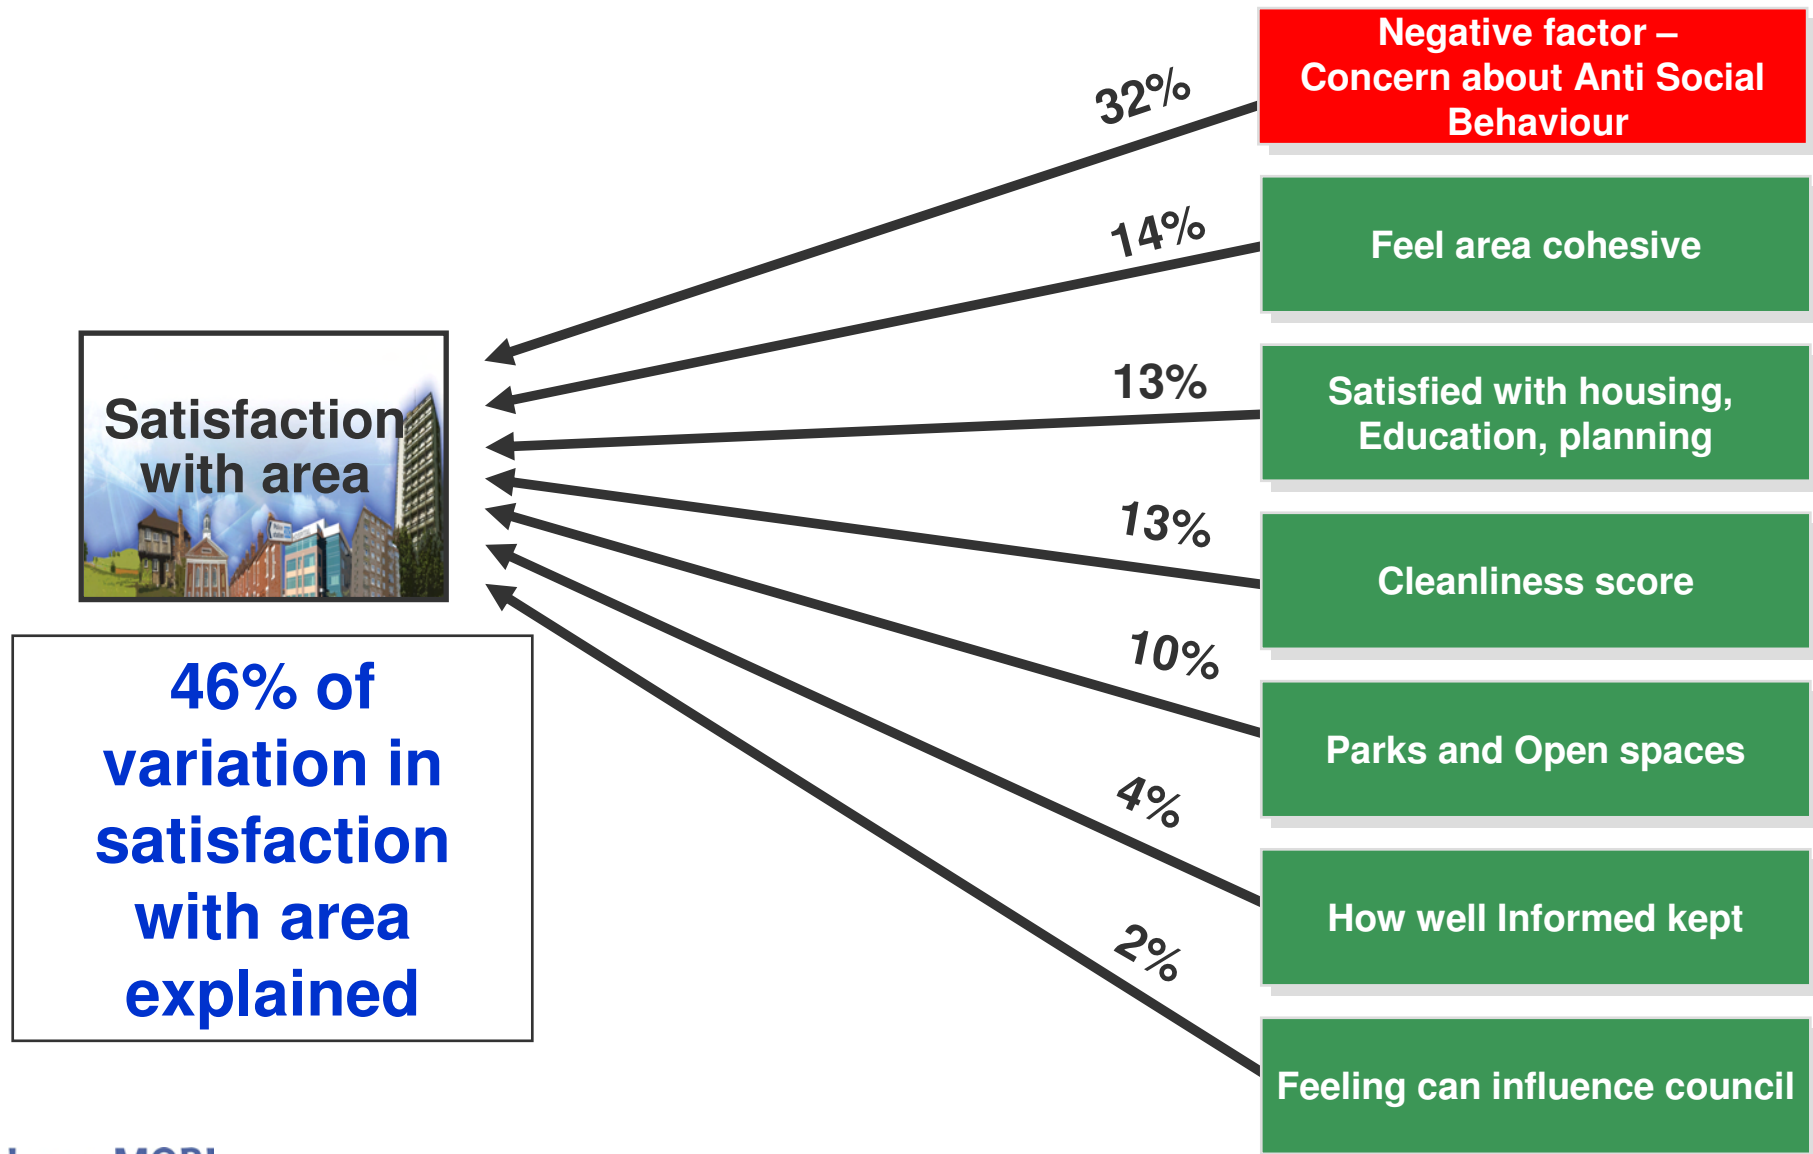 Negative factor –
Concern about Anti Social
Behaviour
32%
14%
Feel area cohesive
13%
Satisfied with housing,
Education, planning
Satisfaction
with area
13%
Cleanliness score
10%
Parks and Open spaces
46% of
variation in
satisfaction
with area
explained
4%
How well Informed kept
2%
Feeling can influence council